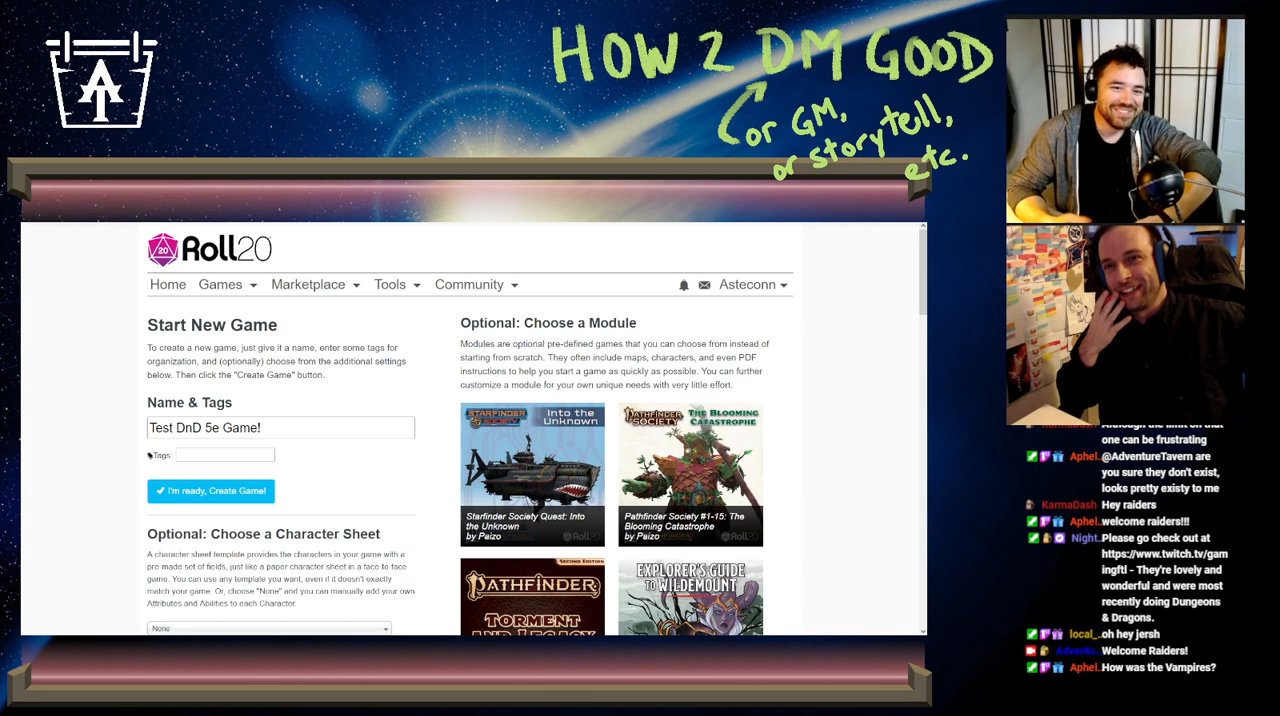 HOW 2 DM GOOD
or GM,
or storytell,
etc.
AT
20 Roll20
Home Games Marketplace Tools Community Asteconn
Start New Game
To create a new game, just give it a name, enter some tags for
organization, and (optionally) choose from the additional settings
below. Then click the "Create Game" button.
Name & Tags
Test DnD 5e Game!
Tags:
I'm ready, Create Game!
Optional: Choose a Character Sheet
A character sheet template provides the characters in your game with a
pre-made set of fields, just like a paper character sheet in a face to face
game. You can use any template you want, even if it doesn't exactly
match your game. Or, choose "None" and you can manually add your own
Attributes and Abilities to each Character.
None
Optional: Choose a Module
Modules are optional pre-defined games that you can choose from instead of
starting from scratch. They often include maps, characters, and even PDF
instructions to help you start a game as quickly as possible. You can further
customize a module for your own unique needs with very little effort.
STARFINDER SOCIETY Into the Unknown
Starfinder Society Quest: Into
the Unknown
by Paizo
Roll20
PATHFINDER SOCIETY THE BLOOMING CATASTROPHE
Pathfinder Society #1-15: The
Blooming Catastrophe
by Paizo
Roll20
SECOND EDITION
PATHFINDER
TORMENT
AND LEGACY
EXPLORER'S GUIDE
TO WILDEMOUNT
KarmaDash Although the limit on that
one can be frustrating
Aphel.. @AdventureTavern are
you sure they don't exist,
looks pretty existy to me
KarmaDash Hey raiders
Aphel.. welcome raiders!!!
Night.. Please go check out at
https://www.twitch.tv/gam
ingftl - They're lovely and
wonderful and were most
recently doing Dungeons
& Dragons.
local_.. oh hey jersh
Adventu.. Welcome Raiders!
Aphel.. How was the Vampires?